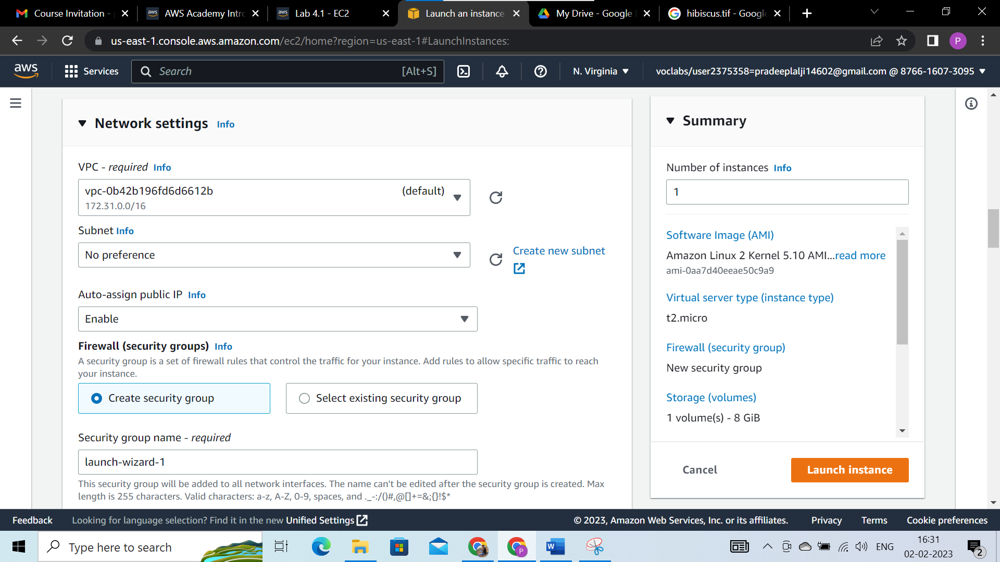 Course Invitation -
AWS Academy Intro
Lab 4.1 - EC2
Launch an instance
My Drive - Google
hibiscus.tif - Google
us-east-1.console.aws.amazon.com/ec2/home?region=us-east-1#LaunchInstances:
P
aws
Services
Search
[Alt+S]
N. Virginia
voclabs/user2375358=pradeeplalji14602@gmail.com @ 8766-1607-3095
Network settings Info
VPC - required Info
vpc-0b42b196fd6d6612b (default)
172.31.0.0/16
Subnet Info
No preference
Create new subnet
Auto-assign public IP Info
Enable
Firewall (security groups) Info
A security group is a set of firewall rules that control the traffic for your instance. Add rules to allow specific traffic to reach
your instance.
Create security group
Select existing security group
Security group name - required
launch-wizard-1
This security group will be added to all network interfaces. The name can't be edited after the security group is created. Max
length is 255 characters. Valid characters: a-z, A-Z, 0-9, spaces, and ._-:/()#,@[]+=&;{}!$*
Summary
Number of instances Info
1
Software Image (AMI)
Amazon Linux 2 Kernel 5.10 AMI...read more
ami-0aa7d40eeae50c9a9
Virtual server type (instance type)
t2.micro
Firewall (security group)
New security group
Storage (volumes)
1 volume(s) - 8 GiB
Cancel
Launch instance
Feedback
Looking for language selection? Find it in the new Unified Settings
© 2023, Amazon Web Services, Inc. or its affiliates.
Privacy
Terms
Cookie preferences
Type here to search
ENG
16:31
02-02-2023
2